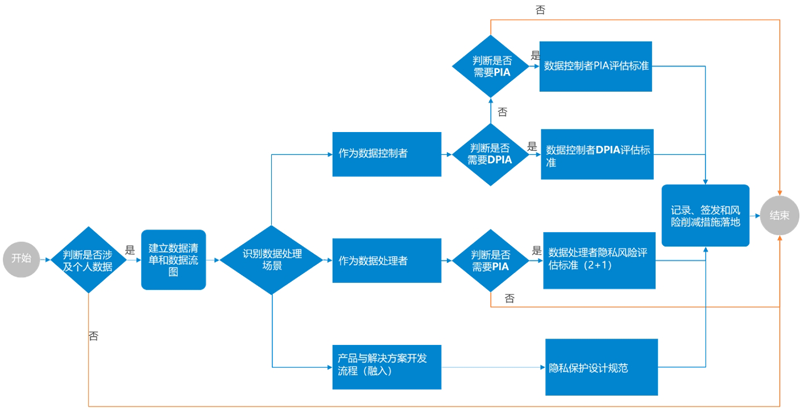 否
判断是否
需要PIA
是
数据控制者PIA评估标准
否
作为数据控制者
判断是否
需要DPIA
是
数据控制者DPIA评估标
准
记录、签发和风
险削减措施落地
结束
开始
判断是否涉
及个人数据
是
建立数据清
单和数据流
图
识别数据处理
场景
作为数据处理者
判断是否
需要PIA
是
数据处理者隐私风险评
估标准（2+1）
否
否
产品与解决方案开发
流程（融入）
隐私保护设计规范